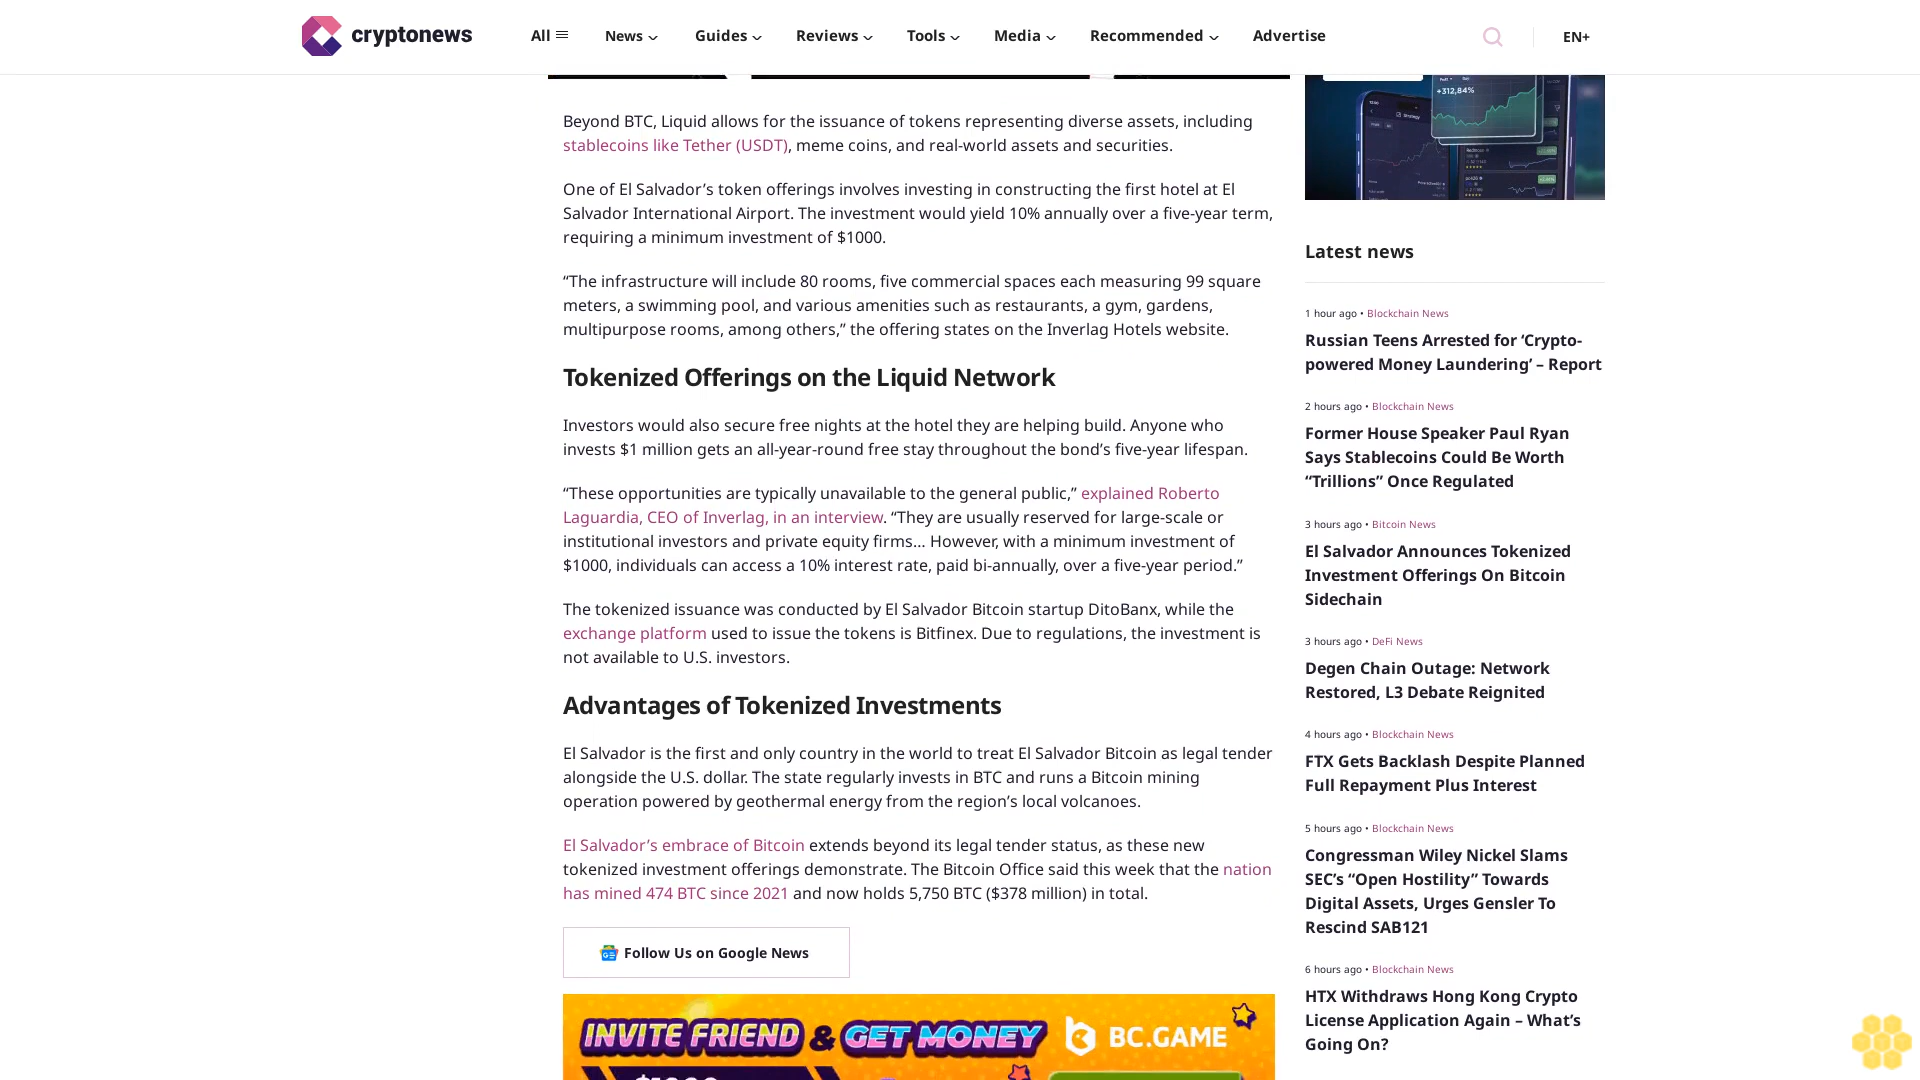 cryptonews
All
News
Guides
Reviews
Tools
Media
Recommended
Advertise
EN+
Beyond BTC, Liquid allows for the issuance of tokens representing diverse assets, including
stablecoins like Tether (USDT), meme coins, and real-world assets and securities.
One of El Salvador’s token offerings involves investing in constructing the first hotel at El
Salvador International Airport. The investment would yield 10% annually over a five-year term,
requiring a minimum investment of $1000.
“The infrastructure will include 80 rooms, five commercial spaces each measuring 99 square
meters, a swimming pool, and various amenities such as restaurants, a gym, gardens,
multipurpose rooms, among others,” the offering states on the Inverlag Hotels website.
Tokenized Offerings on the Liquid Network
Investors would also secure free nights at the hotel they are helping build. Anyone who
invests $1 million gets an all-year-round free stay throughout the bond’s five-year lifespan.
“These opportunities are typically unavailable to the general public,” explained Roberto
Laguardia, CEO of Inverlag, in an interview. “They are usually reserved for large-scale or
institutional investors and private equity firms… However, with a minimum investment of
$1000, individuals can access a 10% interest rate, paid bi-annually, over a five-year period.”
The tokenized issuance was conducted by El Salvador Bitcoin startup DitoBanx, while the
exchange platform used to issue the tokens is Bitfinex. Due to regulations, the investment is
not available to U.S. investors.
Advantages of Tokenized Investments
El Salvador is the first and only country in the world to treat El Salvador Bitcoin as legal tender
alongside the U.S. dollar. The state regularly invests in BTC and runs a Bitcoin mining
operation powered by geothermal energy from the region’s local volcanoes.
El Salvador’s embrace of Bitcoin extends beyond its legal tender status, as these new
tokenized investment offerings demonstrate. The Bitcoin Office said this week that the nation
has mined 474 BTC since 2021 and now holds 5,750 BTC ($378 million) in total.
Follow Us on Google News
INVITE FRIEND & GET MONEY
BC.GAME
+312,84%
Strategy
Latest news
1 hour ago • Blockchain News
Russian Teens Arrested for ‘Crypto-
powered Money Laundering’ – Report
2 hours ago • Blockchain News
Former House Speaker Paul Ryan
Says Stablecoins Could Be Worth
“Trillions” Once Regulated
3 hours ago • Bitcoin News
El Salvador Announces Tokenized
Investment Offerings On Bitcoin
Sidechain
3 hours ago • DeFi News
Degen Chain Outage: Network
Restored, L3 Debate Reignited
4 hours ago • Blockchain News
FTX Gets Backlash Despite Planned
Full Repayment Plus Interest
5 hours ago • Blockchain News
Congressman Wiley Nickel Slams
SEC’s “Open Hostility” Towards
Digital Assets, Urges Gensler To
Rescind SAB121
6 hours ago • Blockchain News
HTX Withdraws Hong Kong Crypto
License Application Again – What’s
Going On?